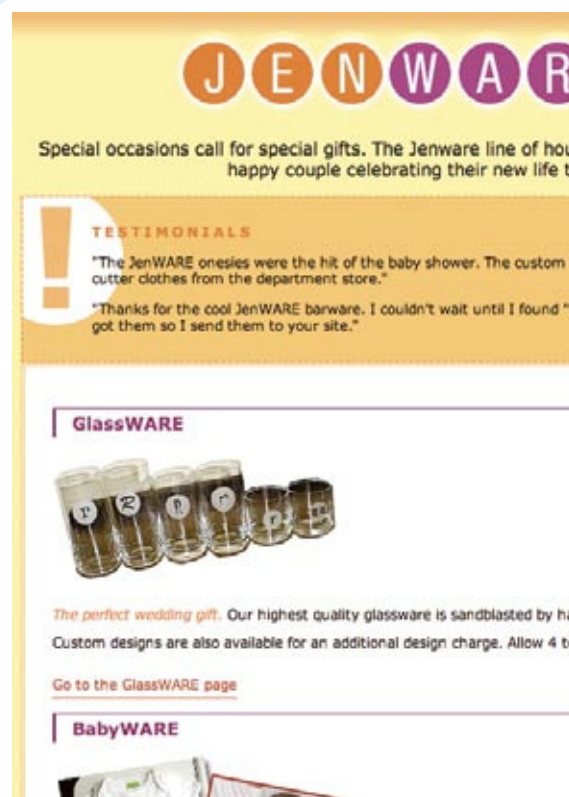 JENWAR
Special occasions call for special gifts. The Jenware line of hou
happy couple celebrating their new life t
!
TESTIMONIALS
"The JenWARE onesies were the hit of the baby shower. The custom
cutter clothes from the department store."
"Thanks for the cool JenWARE barware. I couldn't wait until I found "
got them so I send them to your site."
GlassWARE
r R R r r
The perfect wedding gift. Our highest quality glassware is sandblasted by ha
Custom designs are also available for an additional design charge. Allow 4 t
Go to the GlassWARE page
BabyWARE